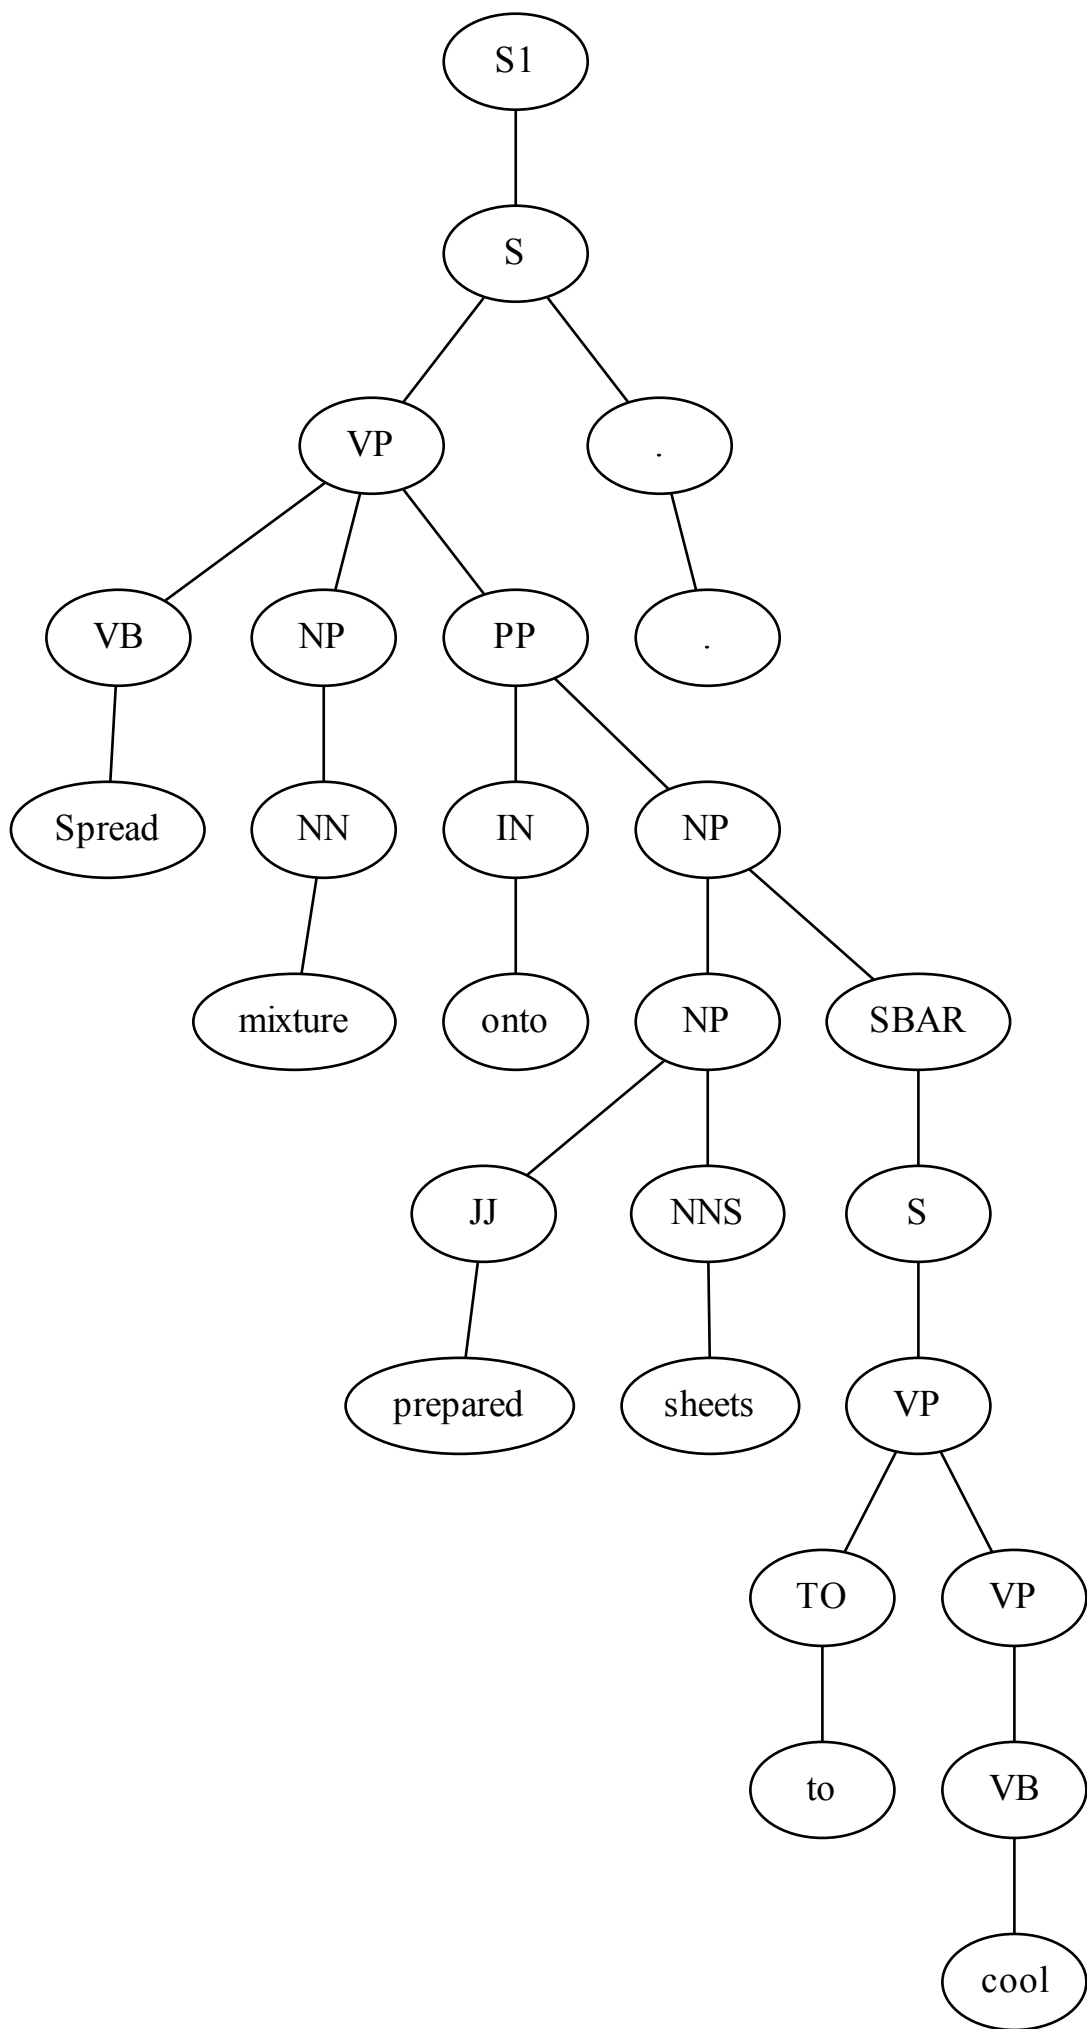 S1
S
VP .
VB NP PP .
Spread NN IN NP
mixture onto NP SBAR
JJ NNS S
prepared sheets VP
TO VP
to VB
cool